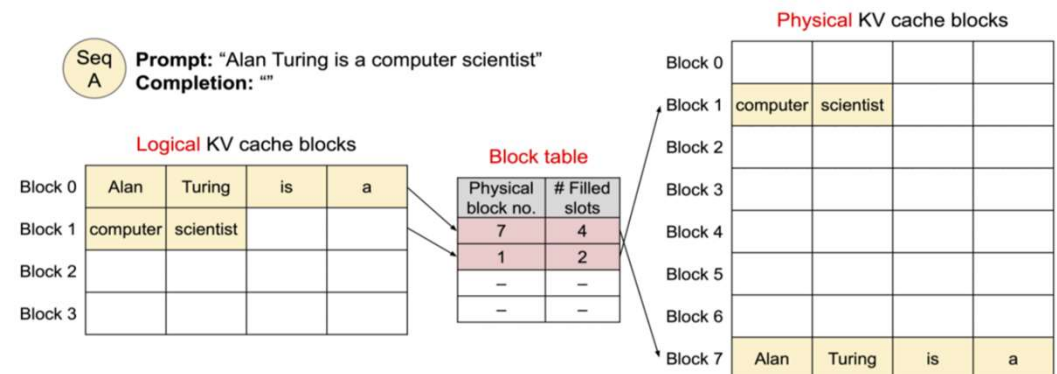 Seq
A
Prompt: “Alan Turing is a computer scientist”
Completion: “”
Logical KV cache blocks
Block 0 Alan Turing is a
Block 1 computer scientist
Block 2
Block 3
Block table
Physical block no. # Filled slots
7 4
1 2
– –
– –
Physical KV cache blocks
Block 0
Block 1 computer scientist
Block 2
Block 3
Block 4
Block 5
Block 6
Block 7 Alan Turing is a